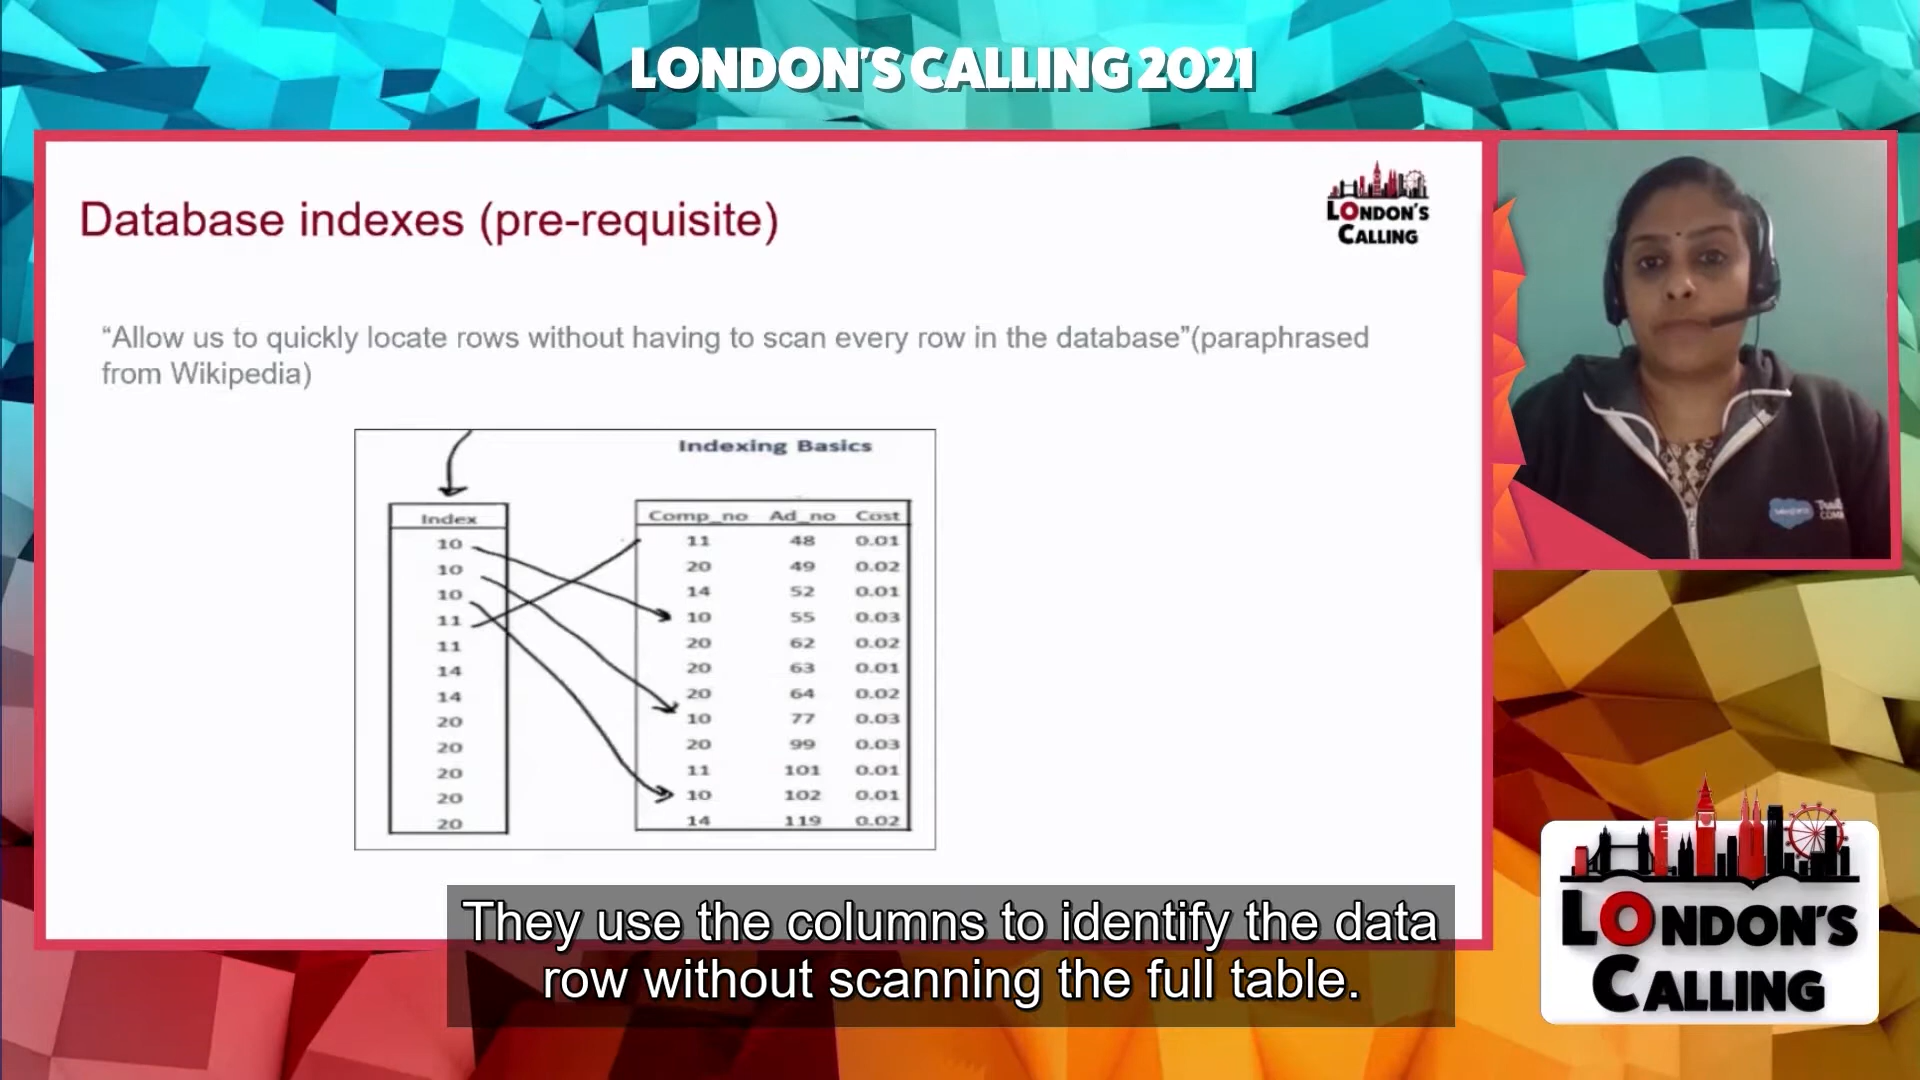 LONDON'S CALLING 2021
Database indexes (pre-requisite)
LONDON'S
CALLING
“Allow us to quickly locate rows without having to scan every row in the database”(paraphrased
from Wikipedia)
Indexing Basics
Index
10
10
10
11
11
14
14
20
20
20
20
20
Comp_no Ad_no Cost
11 48 0.01
20 49 0.02
14 52 0.01
10 55 0.03
20 62 0.02
20 63 0.01
20 64 0.02
10 77 0.03
20 99 0.03
11 101 0.01
10 102 0.01
14 119 0.02
They use the columns to identify the data
row without scanning the full table.
LONDON'S
CALLING